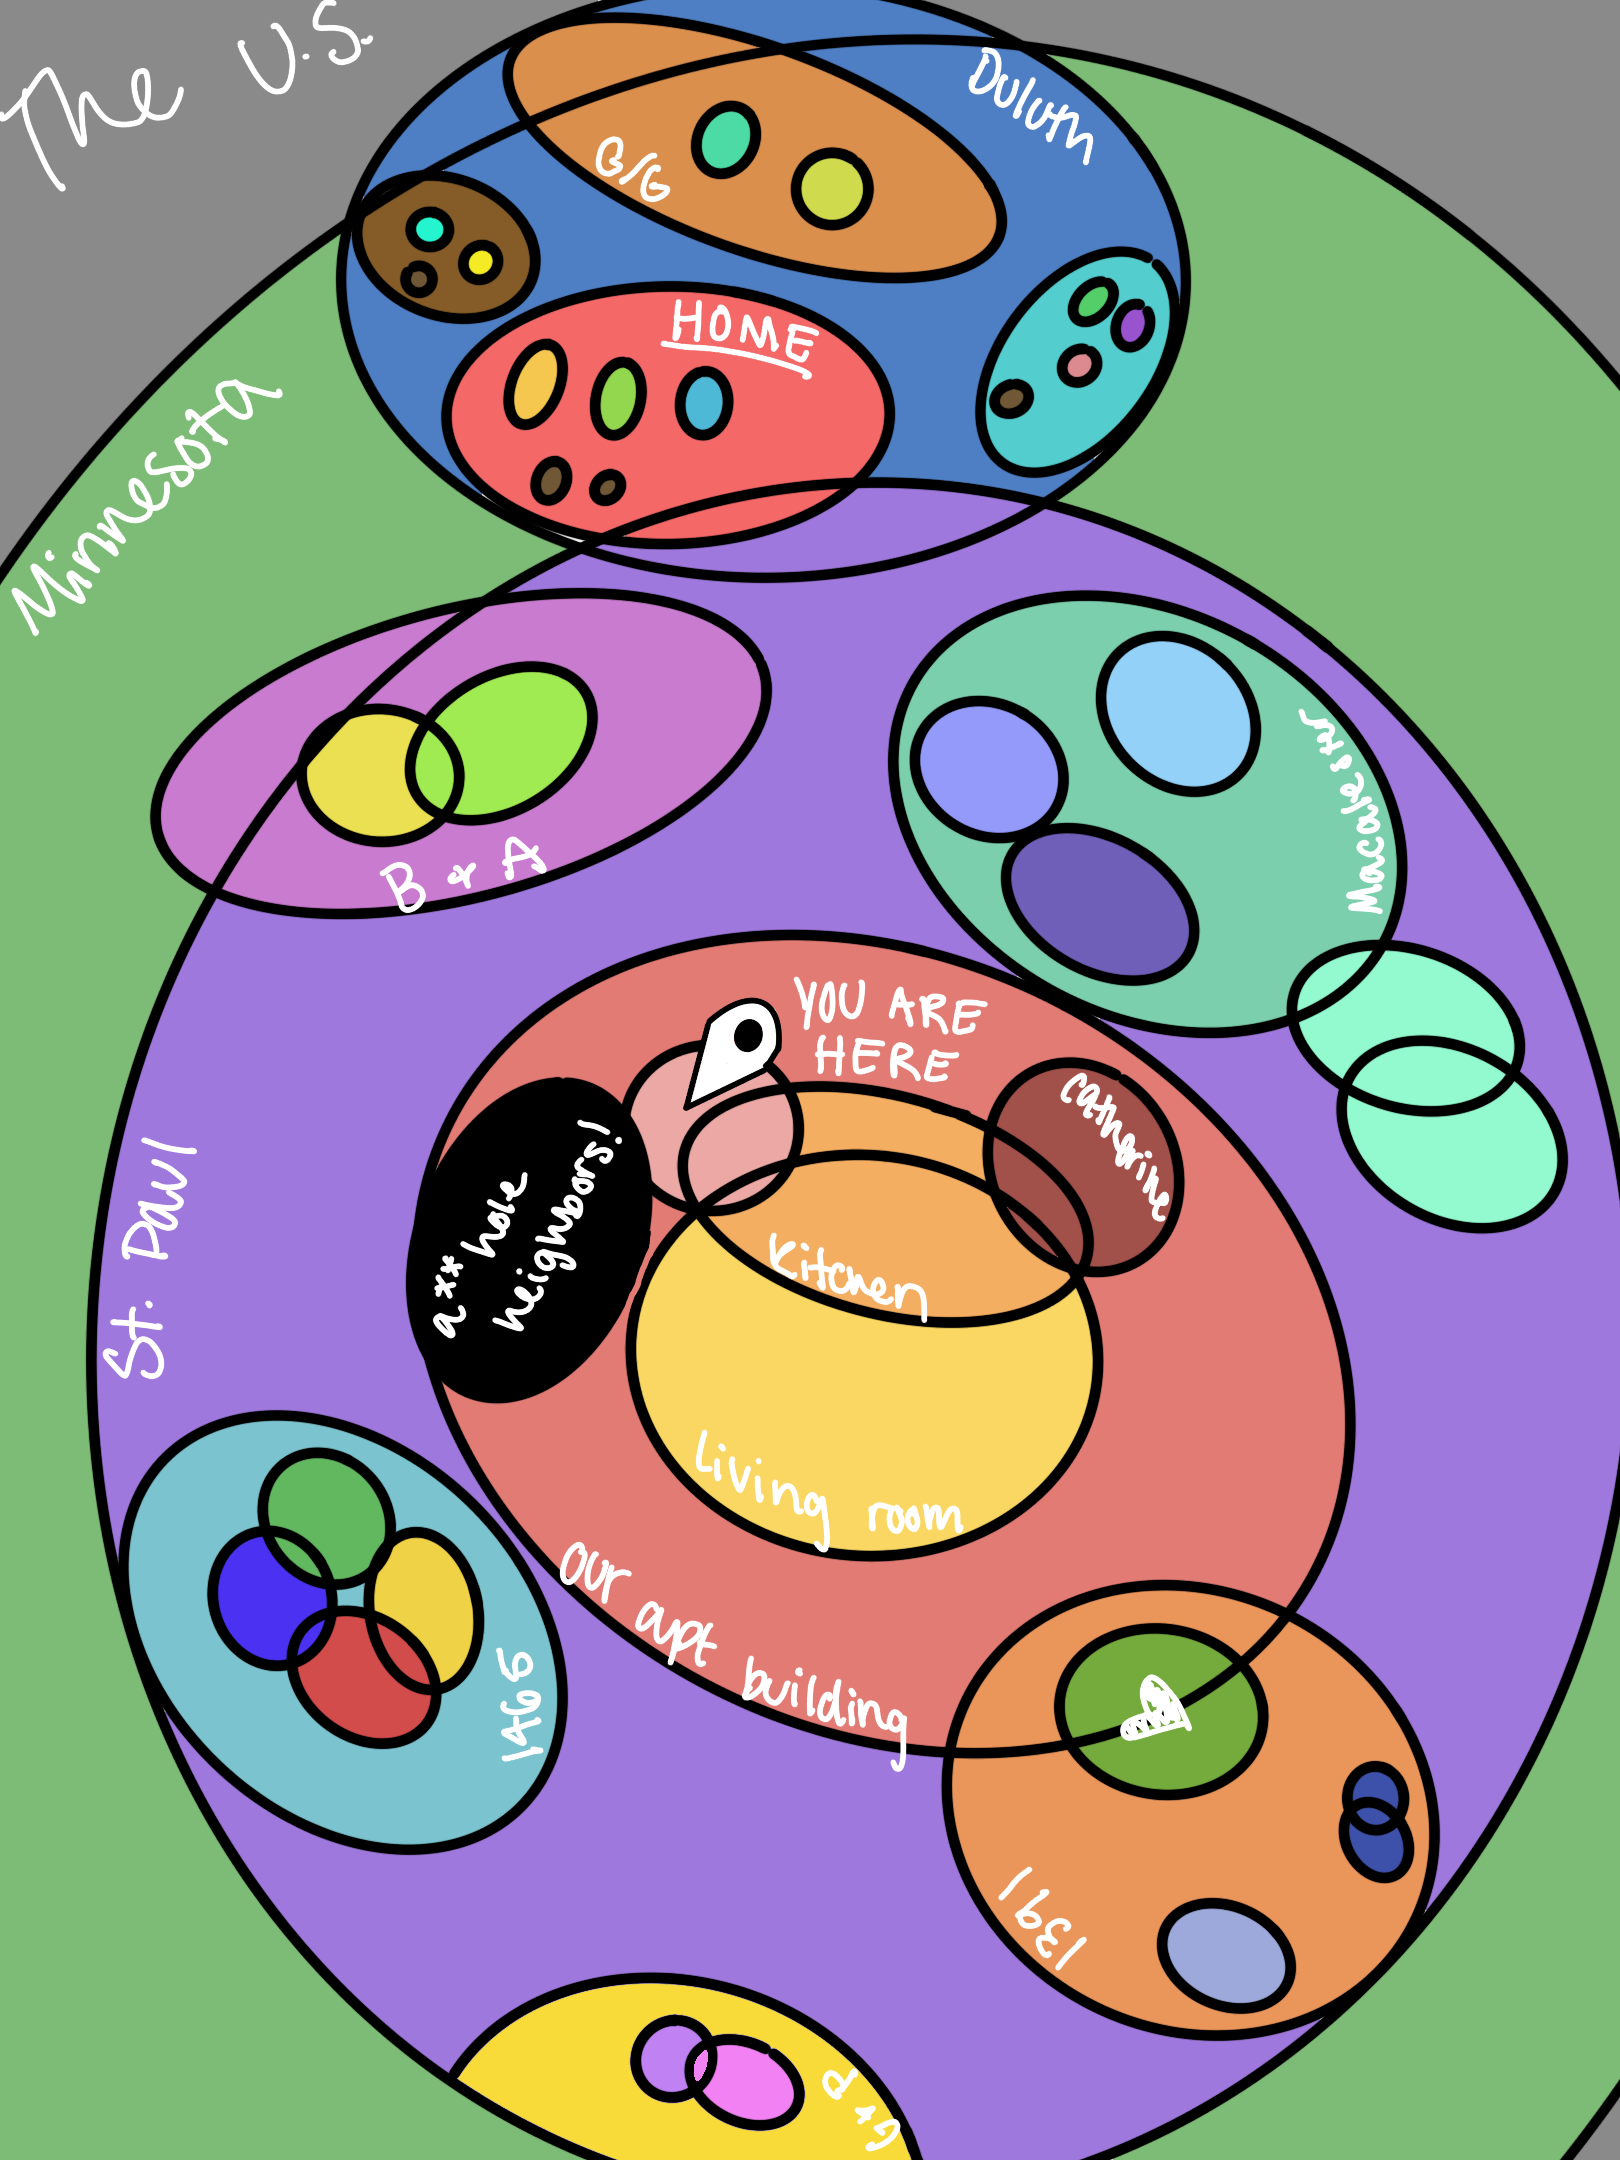 The U.S.
Duluth
B/G
HOME
Minnesota
B & A
Macalester
YOU ARE
HERE
Catherine
a** hole
neighbors!
Kitchen
St. Paul
Living room
Our apt building
1466
1391